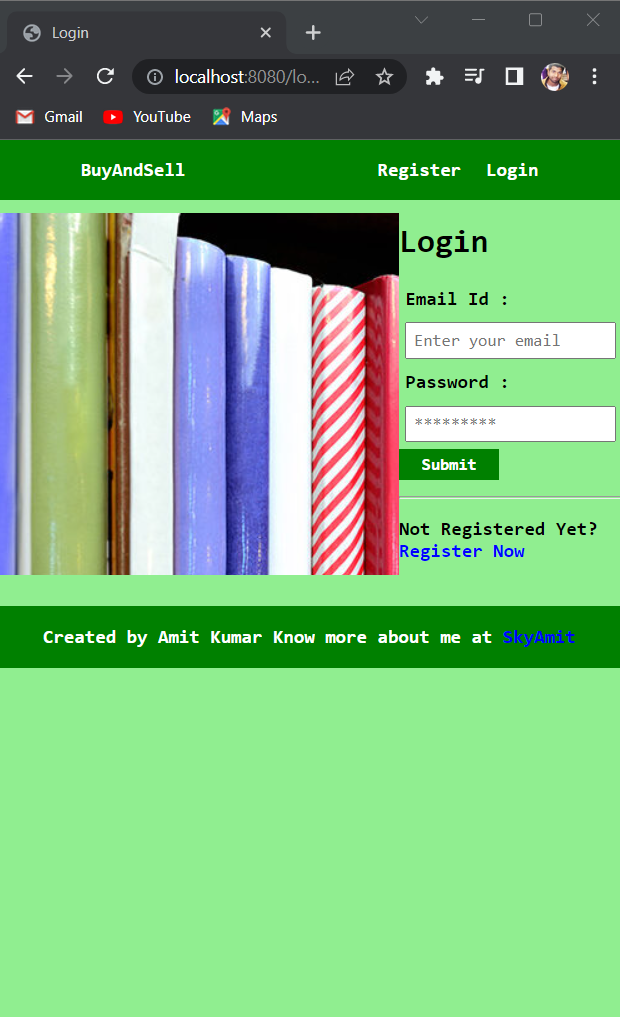 Login
localhost:8080/lo...
Gmail YouTube Maps
BuyAndSell Register Login
Login
Email Id :
Enter your email
Password :
*********
Submit
Not Registered Yet?
Register Now
Created by Amit Kumar Know more about me at SkyAmit